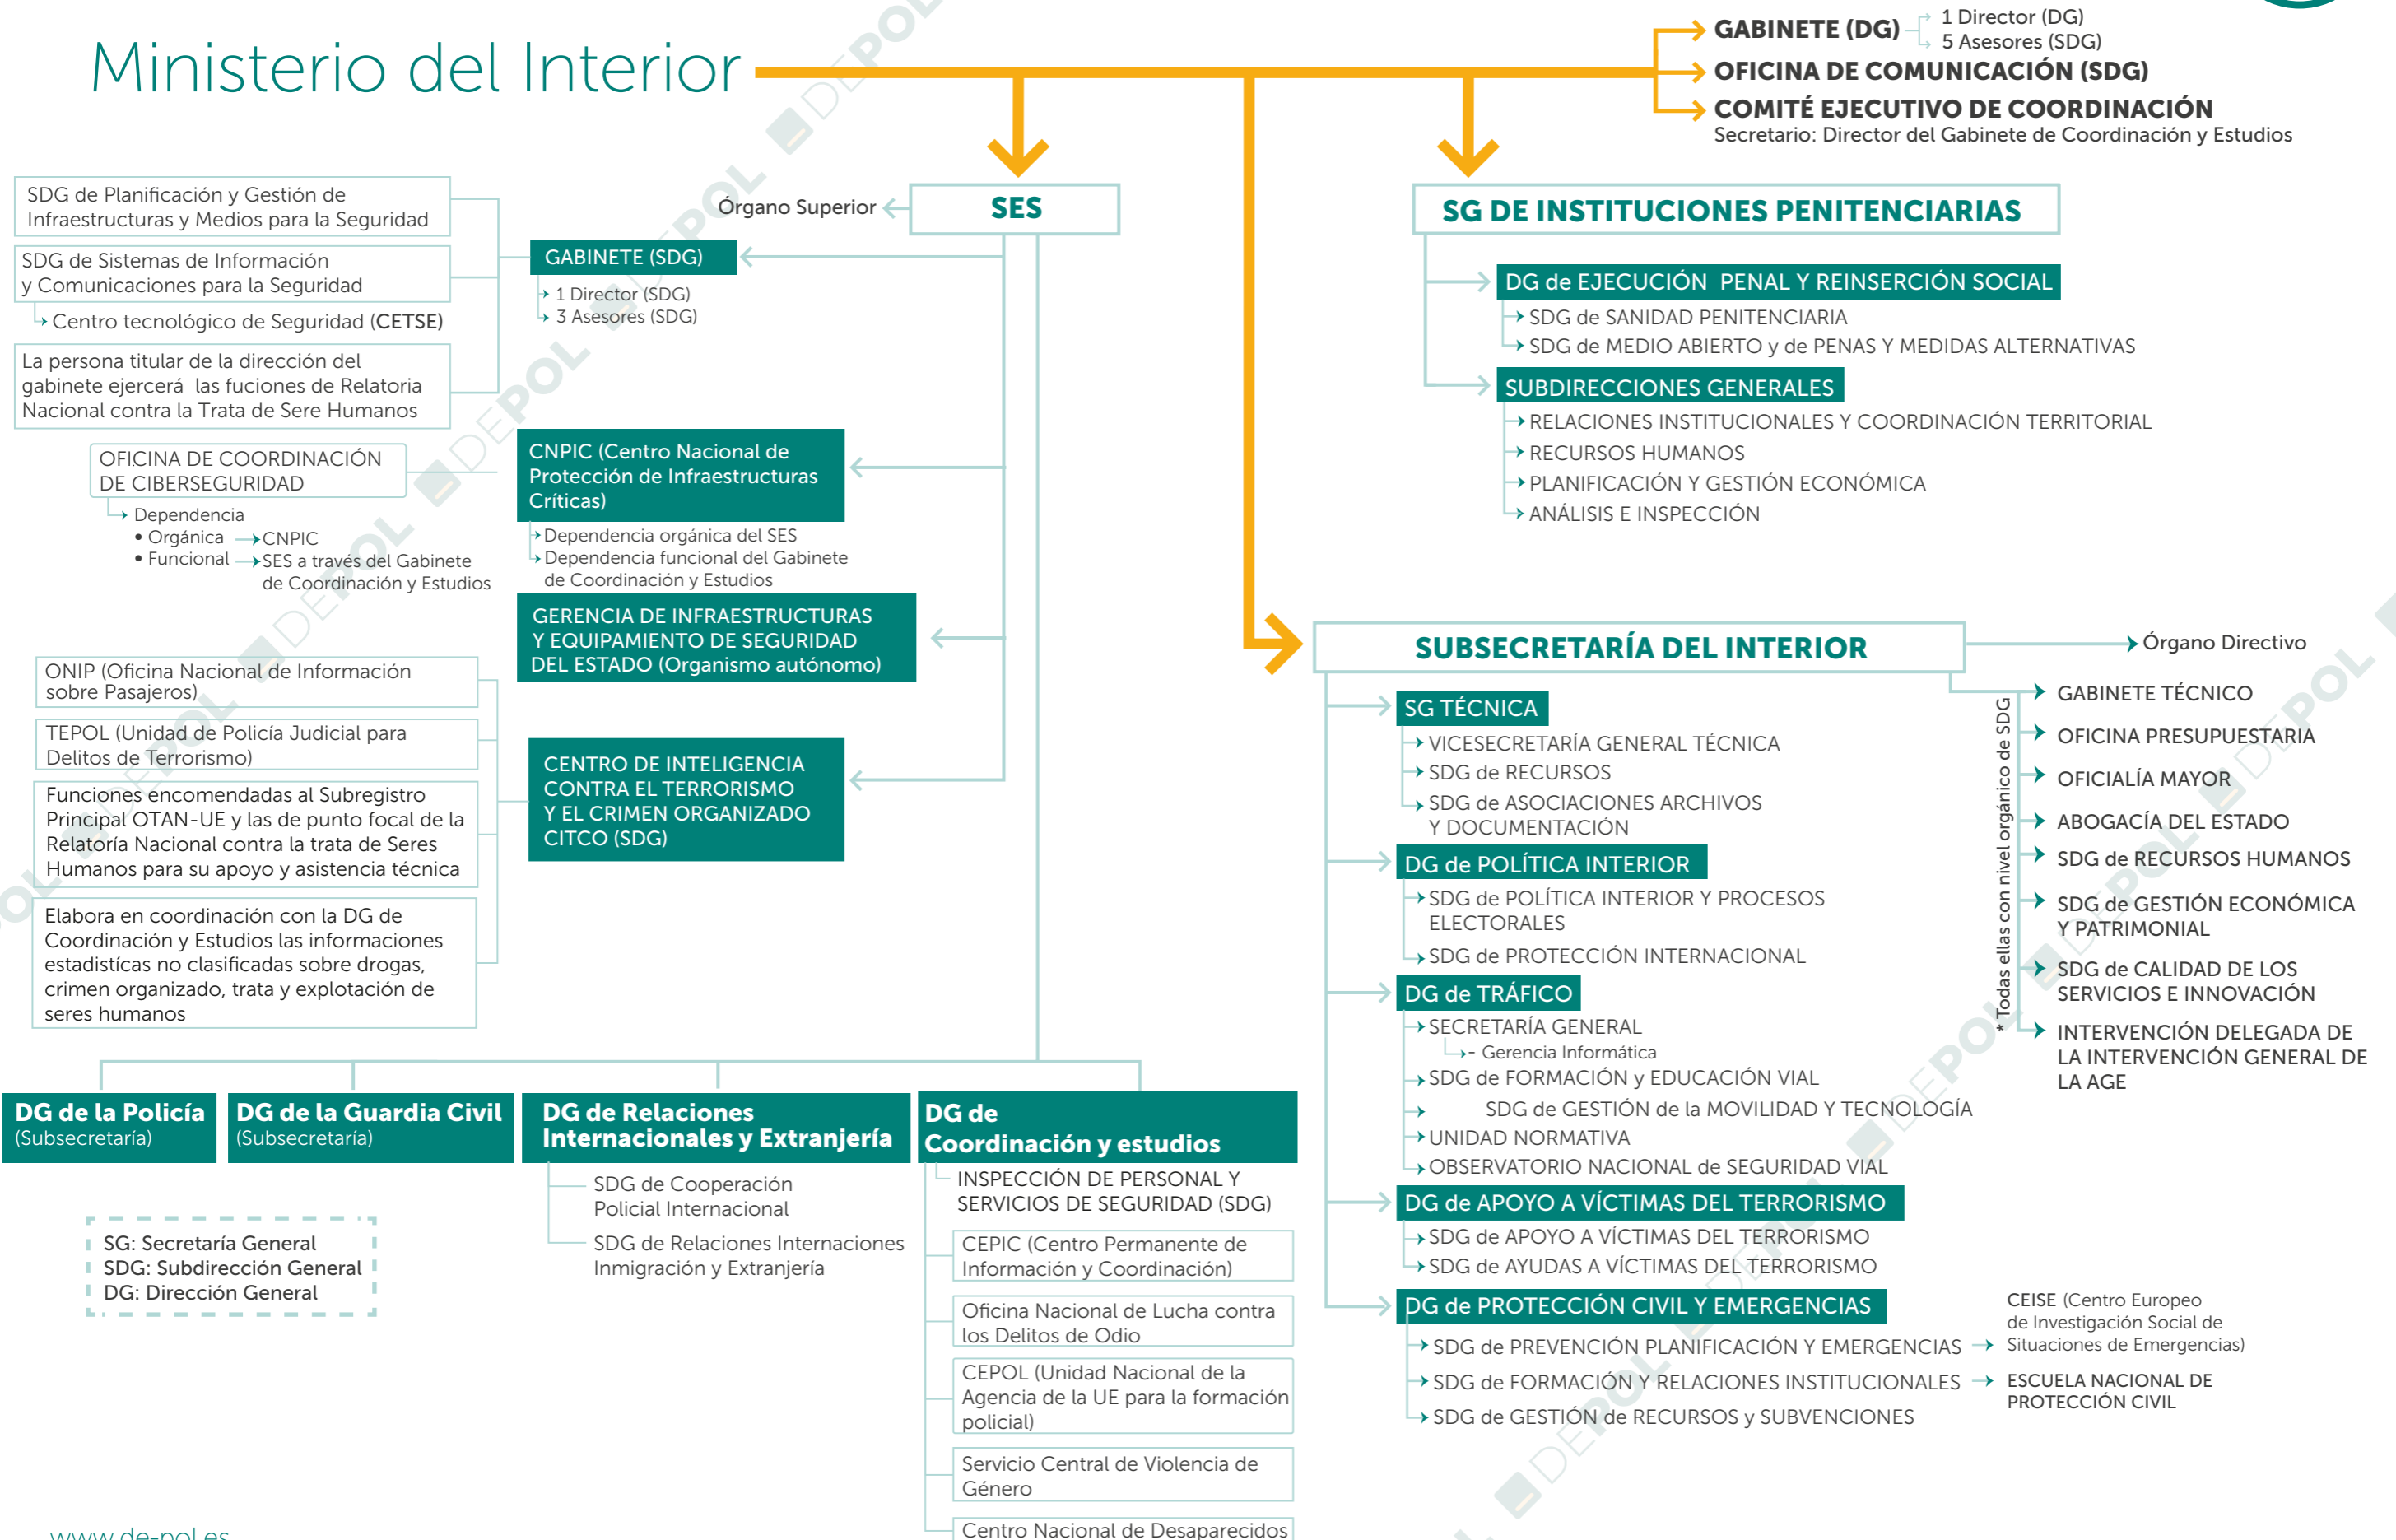 Ministerio del Interior
GABINETE (DG)
1 Director (DG)
5 Asesores (SDG)
OFICINA DE COMUNICACIÓN (SDG)
COMITÉ EJECUTIVO DE COORDINACIÓN
Secretario: Director del Gabinete de Coordinación y Estudios
SES
Órgano Superior
GABINETE (SDG)
1 Director (SDG)
3 Asesores (SDG)
SDG de Planificación y Gestión de
Infraestructuras y Medios para la Seguridad
SDG de Sistemas de Información
y Comunicaciones para la Seguridad
Centro tecnológico de Seguridad (CETSE)
La persona titular de la dirección del
gabinete ejercerá las fuciones de Relatoria
Nacional contra la Trata de Sere Humanos
CNPIC (Centro Nacional de
Protección de Infraestructuras
Críticas)
Dependencia orgánica del SES
Dependencia funcional del Gabinete
de Coordinación y Estudios
OFICINA DE COORDINACIÓN
DE CIBERSEGURIDAD
Dependencia
• Orgánica
CNPIC
• Funcional
SES a través del Gabinete
de Coordinación y Estudios
GERENCIA DE INFRAESTRUCTURAS
Y EQUIPAMIENTO DE SEGURIDAD
DEL ESTADO (Organismo autónomo)
CENTRO DE INTELIGENCIA
CONTRA EL TERRORISMO
Y EL CRIMEN ORGANIZADO
CITCO (SDG)
ONIP (Oficina Nacional de Información
sobre Pasajeros)
TEPOL (Unidad de Policía Judicial para
Delitos de Terrorismo)
Funciones encomendadas al Subregistro
Principal OTAN-UE y las de punto focal de la
Relatoría Nacional contra la trata de Seres
Humanos para su apoyo y asistencia técnica
Elabora en coordinación con la DG de
Coordinación y Estudios las informaciones
estadistícas no clasificadas sobre drogas,
crimen organizado, trata y explotación de
seres humanos
DG de la Policía
(Subsecretaría)
DG de la Guardia Civil
(Subsecretaría)
DG de Relaciones
Internacionales y Extranjería
SDG de Cooperación
Policial Internacional
SDG de Relaciones Internaciones
Inmigración y Extranjería
DG de
Coordinación y estudios
INSPECCIÓN DE PERSONAL Y
SERVICIOS DE SEGURIDAD (SDG)
CEPIC (Centro Permanente de
Información y Coordinación)
Oficina Nacional de Lucha contra
los Delitos de Odio
CEPOL (Unidad Nacional de la
Agencia de la UE para la formación
policial)
Servicio Central de Violencia de
Género
Centro Nacional de Desaparecidos
SG: Secretaría General
SDG: Subdirección General
DG: Dirección General
SG DE INSTITUCIONES PENITENCIARIAS
DG de EJECUCIÓN PENAL Y REINSERCIÓN SOCIAL
SDG de SANIDAD PENITENCIARIA
SDG de MEDIO ABIERTO y de PENAS Y MEDIDAS ALTERNATIVAS
SUBDIRECCIONES GENERALES
RELACIONES INSTITUCIONALES Y COORDINACIÓN TERRITORIAL
RECURSOS HUMANOS
PLANIFICACIÓN Y GESTIÓN ECONÓMICA
ANÁLISIS E INSPECCIÓN
SUBSECRETARÍA DEL INTERIOR
Órgano Directivo
SG TÉCNICA
VICESECRETARÍA GENERAL TÉCNICA
SDG de RECURSOS
SDG de ASOCIACIONES ARCHIVOS
Y DOCUMENTACIÓN
DG de POLÍTICA INTERIOR
SDG de POLÍTICA INTERIOR Y PROCESOS
ELECTORALES
SDG de PROTECCIÓN INTERNACIONAL
DG de TRÁFICO
SECRETARÍA GENERAL
- Gerencia Informática
SDG de FORMACIÓN y EDUCACIÓN VIAL
SDG de GESTIÓN de la MOVILIDAD Y TECNOLOGÍA
UNIDAD NORMATIVA
OBSERVATORIO NACIONAL de SEGURIDAD VIAL
DG de APOYO A VÍCTIMAS DEL TERRORISMO
SDG de APOYO A VÍCTIMAS DEL TERRORISMO
SDG de AYUDAS A VÍCTIMAS DEL TERRORISMO
DG de PROTECCIÓN CIVIL Y EMERGENCIAS
SDG de PREVENCIÓN PLANIFICACIÓN Y EMERGENCIAS
CEISE (Centro Europeo
de Investigación Social de
Situaciones de Emergencias)
SDG de FORMACIÓN Y RELACIONES INSTITUCIONALES
ESCUELA NACIONAL DE
PROTECCIÓN CIVIL
SDG de GESTIÓN de RECURSOS y SUBVENCIONES
* Todas ellas con nivel orgánico de SDG
GABINETE TÉCNICO
OFICINA PRESUPUESTARIA
OFICIALÍA MAYOR
ABOGACÍA DEL ESTADO
SDG de RECURSOS HUMANOS
SDG de GESTIÓN ECONÓMICA
Y PATRIMONIAL
SDG de CALIDAD DE LOS
SERVICIOS E INNOVACIÓN
INTERVENCIÓN DELEGADA DE
LA INTERVENCIÓN GENERAL DE
LA AGE
www.de-pol.es
DEPOL